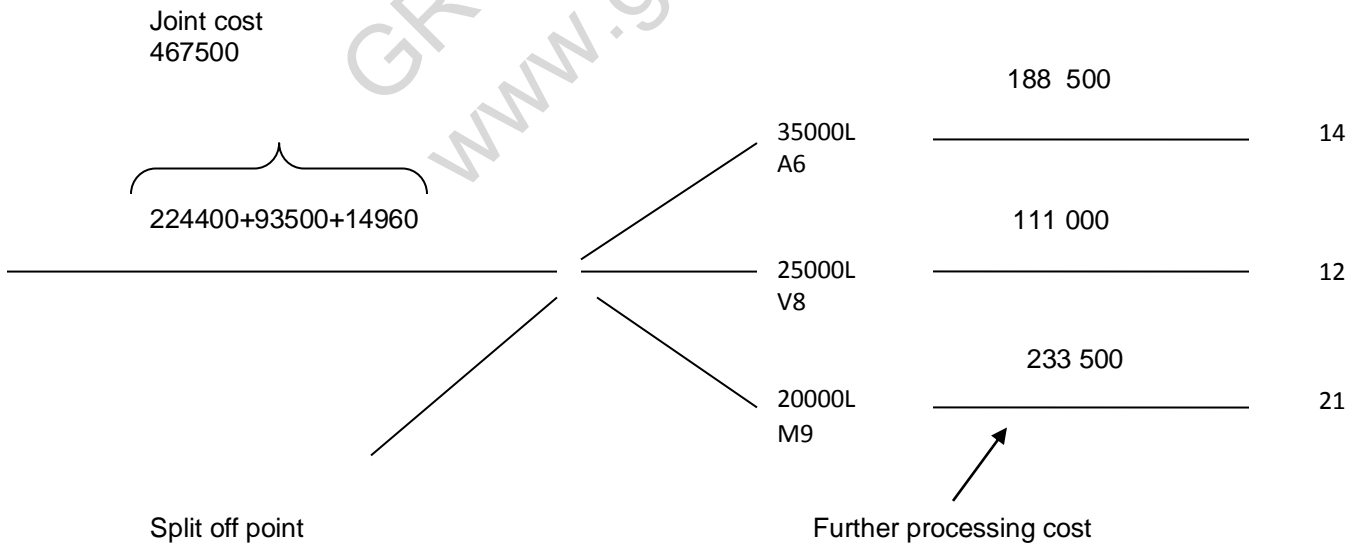 Joint cost
467500
188 500
35000L
A6
14
224400+93500+14960
111 000
25000L
V8
12
233 500
20000L
M9
21
Split off point
Further processing cost